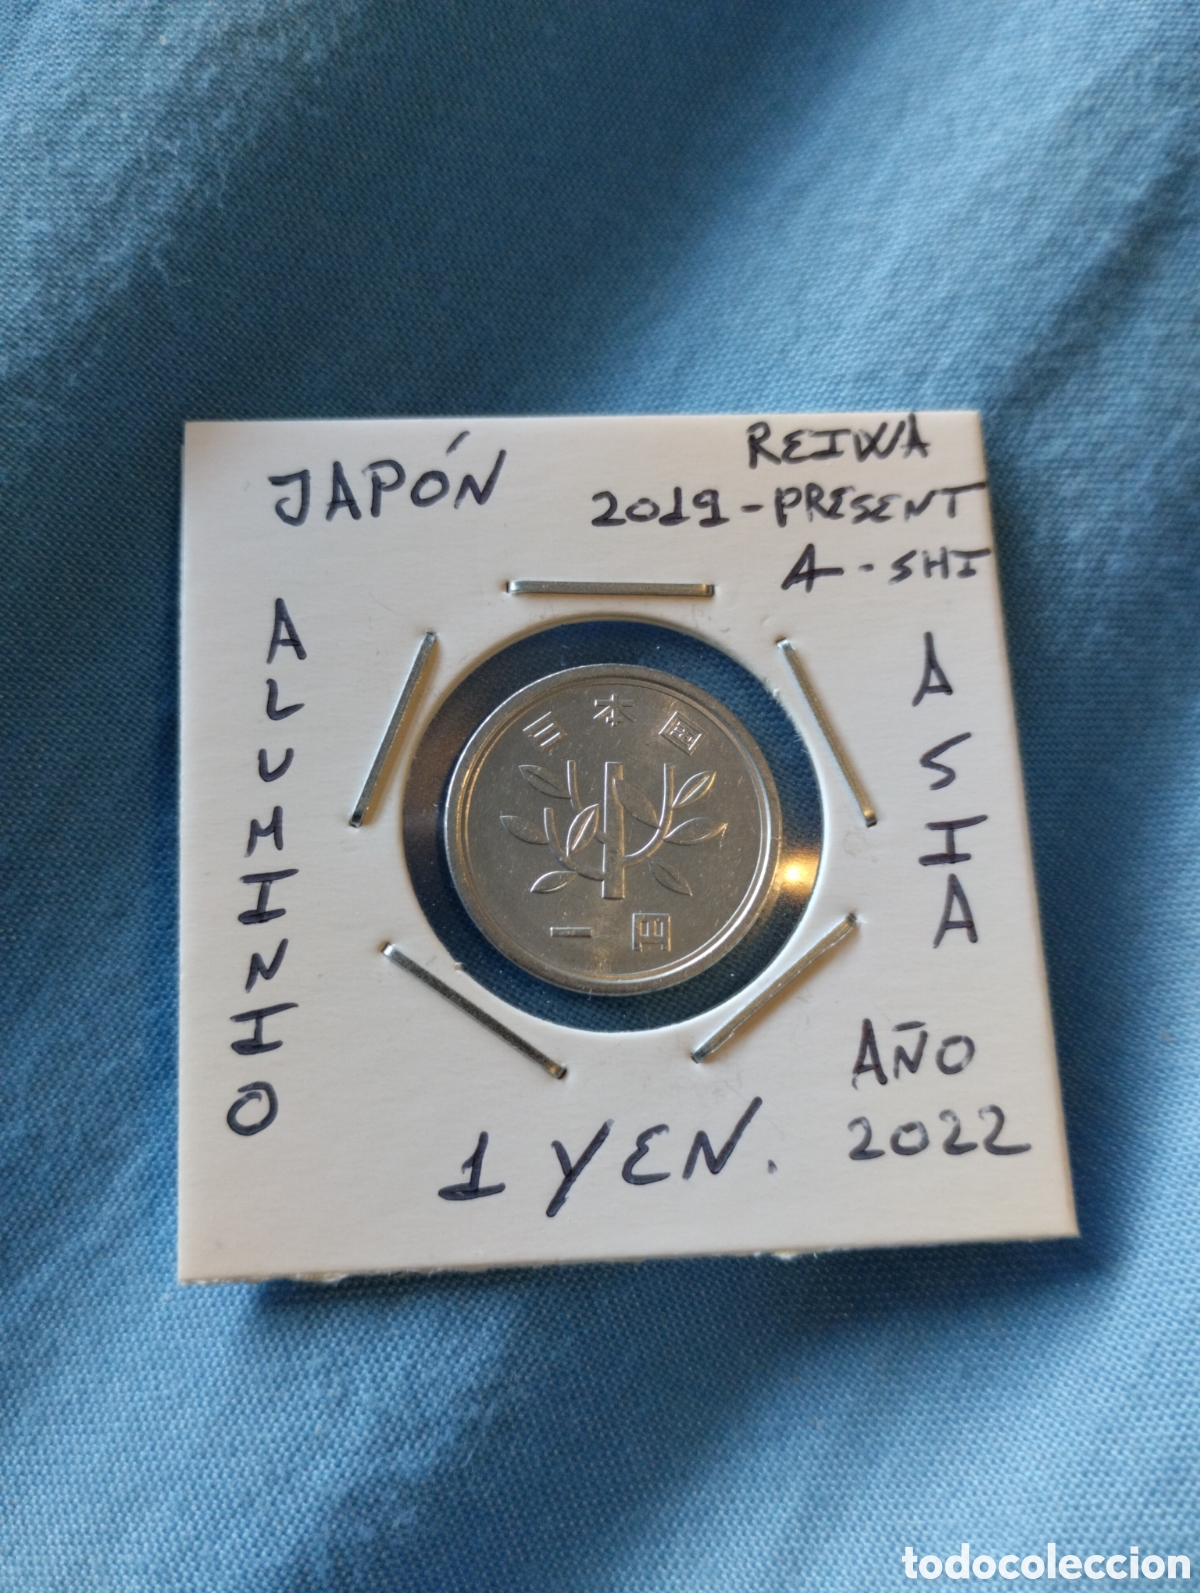 JAPÓN
REIWA
2019-PRESENT
4-SHI
ALUMINIO
日本国
一円
ASIA
AÑO
2022
1 YEN.
todocoleccion